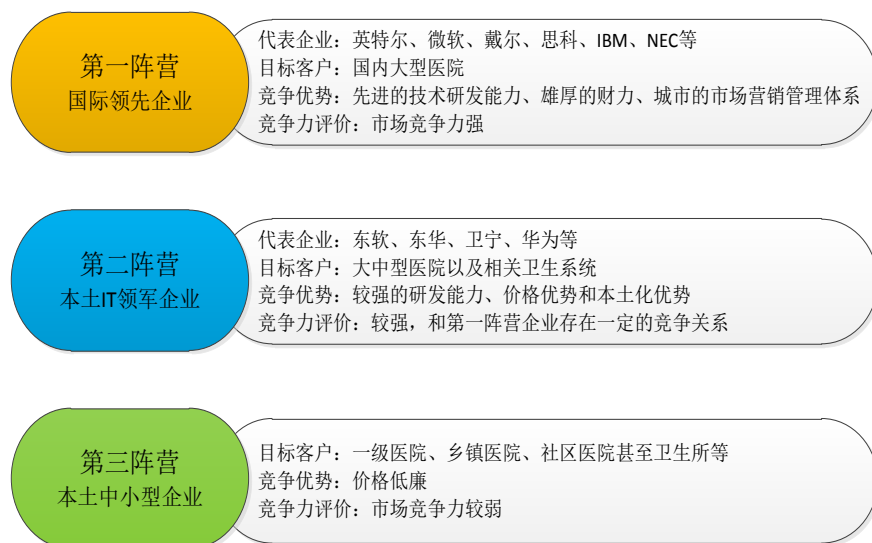 第一阵营
国际领先企业
代表企业：英特尔、微软、戴尔、思科、IBM、NEC等
目标客户：国内大型医院
竞争优势：先进的技术研发能力、雄厚的财力、城市的市场营销管理体系
竞争力评价：市场竞争力强
第二阵营
本土IT领军企业
代表企业：东软、东华、卫宁、华为等
目标客户：大中型医院以及相关卫生系统
竞争优势：较强的研发能力、价格优势和本土化优势
竞争力评价：较强，和第一阵营企业存在一定的竞争关系
第三阵营
本土中小型企业
目标客户：一级医院、乡镇医院、社区医院甚至卫生所等
竞争优势：价格低廉
竞争力评价：市场竞争力较弱